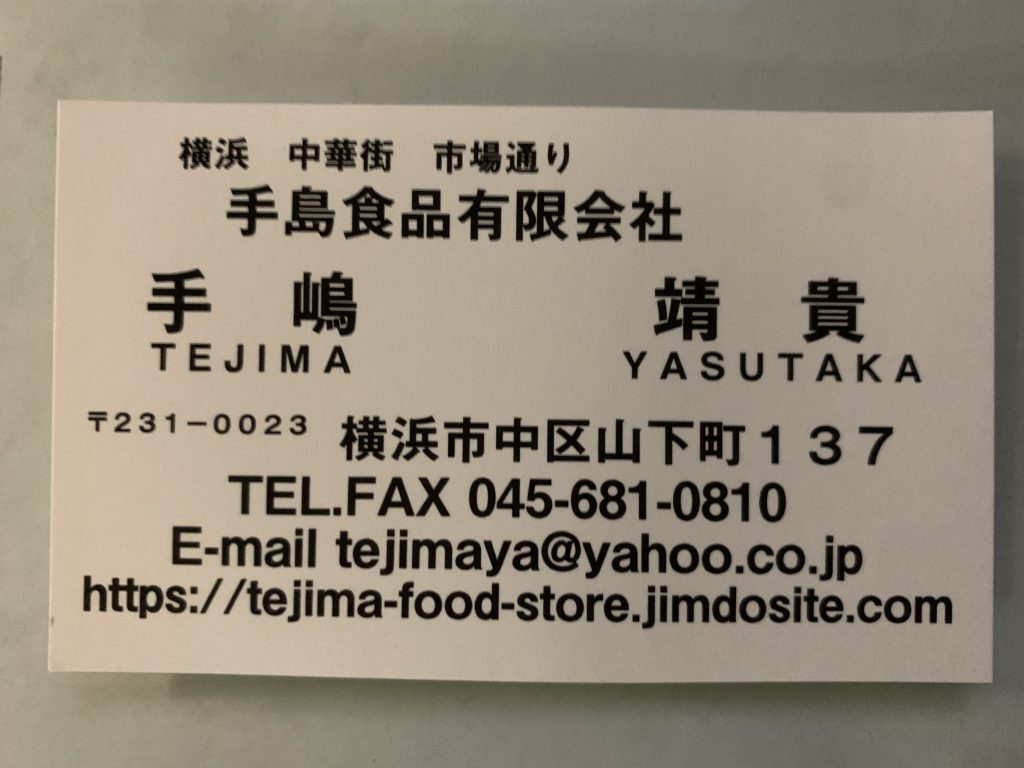 横浜　中華街　市場通り
手島食品有限会社
手　嶋　靖　貴
TEJIMA　YASUTAKA
〒231-0023　横浜市中区山下町１３７
TEL.FAX 045-681-0810
E-mail tejimaya@yahoo.co.jp
https://tejima-food-store.jimdosite.com